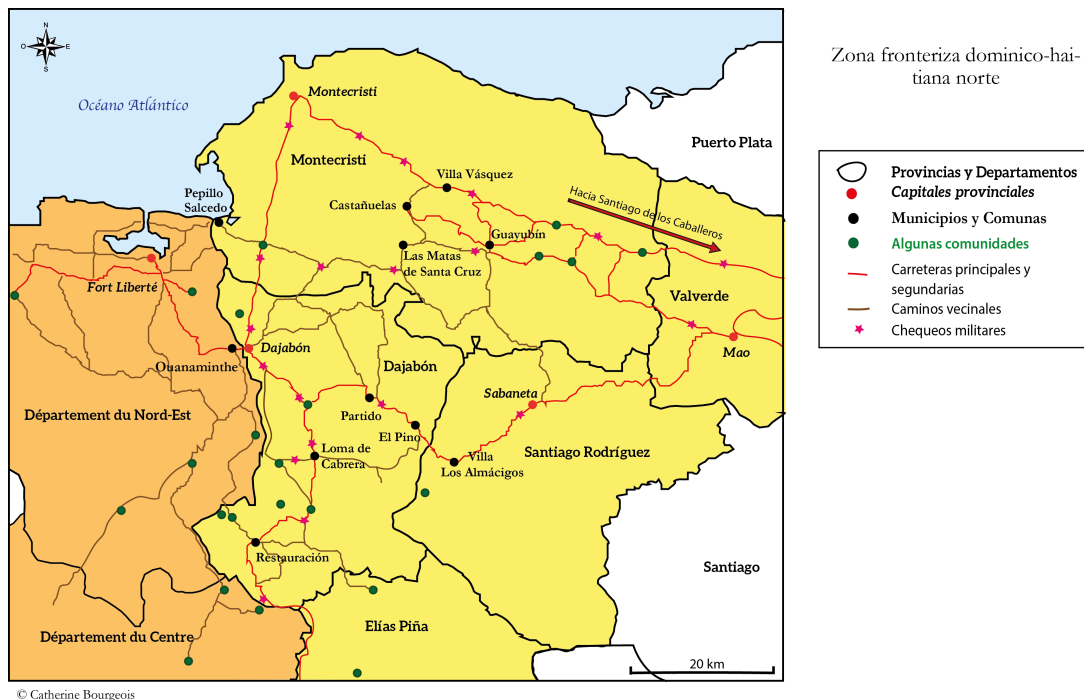 N
O
E
S
Océano Atlántico
Montecristi
Montecristi
Puerto Plata
Villa Vásquez
Pepillo
Salcedo
Castañuelas
Hacia Santiago de los Caballeros
Guayubín
Las Matas
de Santa Cruz
Fort Liberté
Valverde
Dajabón
Mao
Ouanaminthe
Dajabón
Sabaneta
Département du Nord-Est
Partido
El Pino
Loma de
Cabrera
Villa
Los Almácigos
Santiago Rodríguez
Restauración
Santiago
Elías Piña
Département du Centre
20 km
© Catherine Bourgeois
Zona fronteriza dominico-hai-
tiana norte
Provincias y Departamentos
Capitales provinciales
Municipios y Comunas
Algunas comunidades
Carreteras principales y
segundarias
Caminos vecinales
Chequeos militares